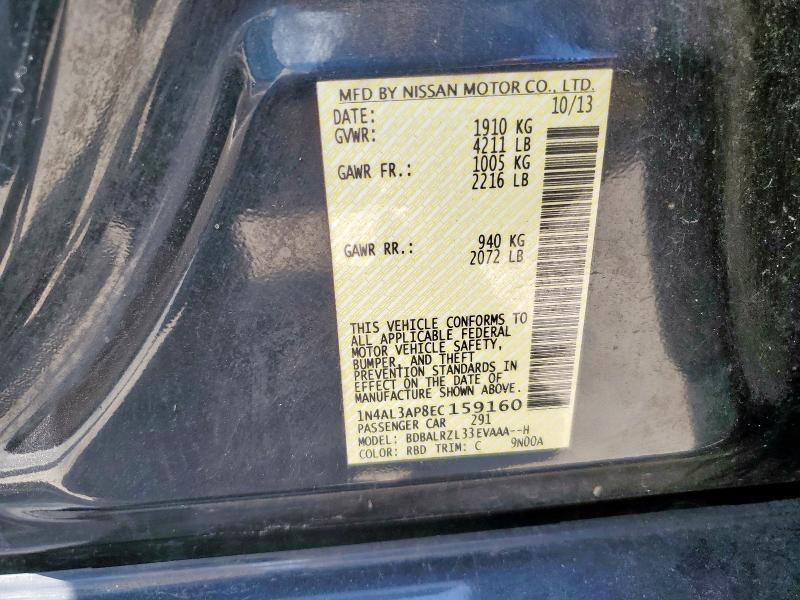 MFD BY NISSAN MOTOR CO., LTD.
DATE: 10/13
GVWR: 1910 KG
4211 LB
GAWR FR.: 1005 KG
2216 LB
GAWR RR.: 940 KG
2072 LB
THIS VEHICLE CONFORMS TO
ALL APPLICABLE FEDERAL
MOTOR VEHICLE SAFETY,
BUMPER, AND THEFT
PREVENTION STANDARDS IN
EFFECT ON THE DATE OF
MANUFACTURE SHOWN ABOVE.
1N4AL3AP8EC159160
PASSENGER CAR 291
MODEL: BDBALRZL33EVAAA--H
COLOR: RBD TRIM: C 9N00A